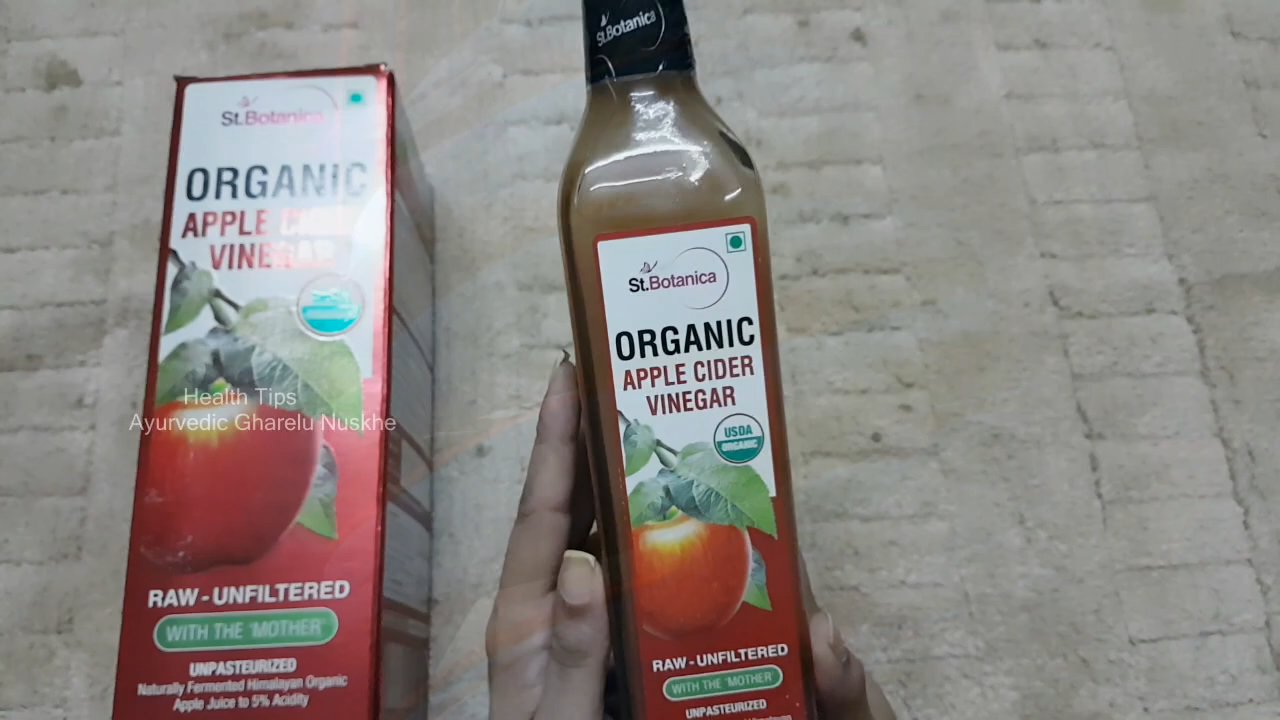 St.Botanica
ORGANIC
APPLE CIDER
VINEGAR
RAW-UNFILTERED
WITH THE 'MOTHER'
UNPASTEURIZED
Naturally Fermented Himalayan Organic
Apple Juice to 5% Acidity
Health Tips
Ayurvedic Gharelu Nuskhe
St.Botanica
St.Botanica
ORGANIC
APPLE CIDER
VINEGAR
USDA
ORGANIC
RAW-UNFILTERED
WITH THE 'MOTHER'
UNPASTEURIZED